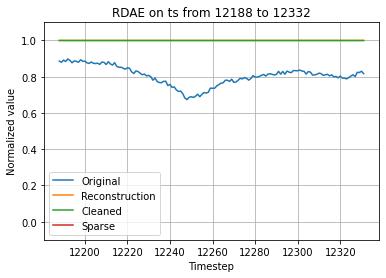 RDAE on ts from 12188 to 12332
Normalized value
1.0
0.8
0.6
0.4
0.2
0.0
Original
Reconstruction
Cleaned
Sparse
12200 12220 12240 12260 12280 12300 12320
Timestep